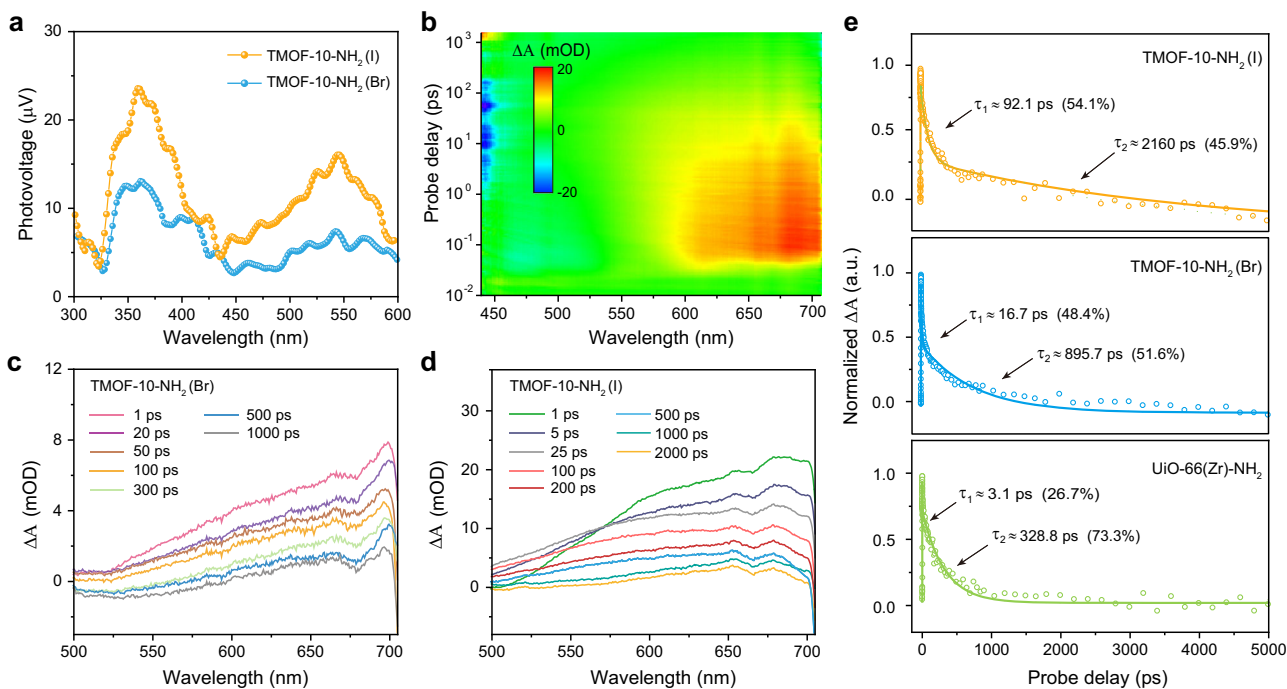 a
30
20
10
0
Photovoltage (μV)
TMOF-10-NH2(I)
TMOF-10-NH2(Br)
300 350 400 450 500 550 600
Wavelength (nm)
b
10^3
10^2
10^1
10^0
10^-1
10^-2
Probe delay (ps)
ΔA (mOD)
20
0
-20
450 500 550 600 650 700
Wavelength (nm)
c
12
8
4
0
ΔA (mOD)
TMOF-10-NH2(Br)
1 ps 500 ps
20 ps 1000 ps
50 ps
100 ps
300 ps
500 550 600 650 700
Wavelength (nm)
d
30
20
10
0
ΔA (mOD)
TMOF-10-NH2(I)
1 ps 500 ps
5 ps 1000 ps
25 ps 2000 ps
100 ps
200 ps
500 550 600 650 700
Wavelength (nm)
e
Normalized ΔA (a.u.)
TMOF-10-NH2(I)
1.0
0.5
0.0
τ1 ≈ 92.1 ps (54.1%)
τ2 ≈ 2160 ps (45.9%)
TMOF-10-NH2(Br)
1.0
0.5
0.0
τ1 ≈ 16.7 ps (48.4%)
τ2 ≈ 895.7 ps (51.6%)
UiO-66(Zr)-NH2
1.0
0.5
0.0
τ1 ≈ 3.1 ps (26.7%)
τ2 ≈ 328.8 ps (73.3%)
0 1000 2000 3000 4000 5000
Probe delay (ps)